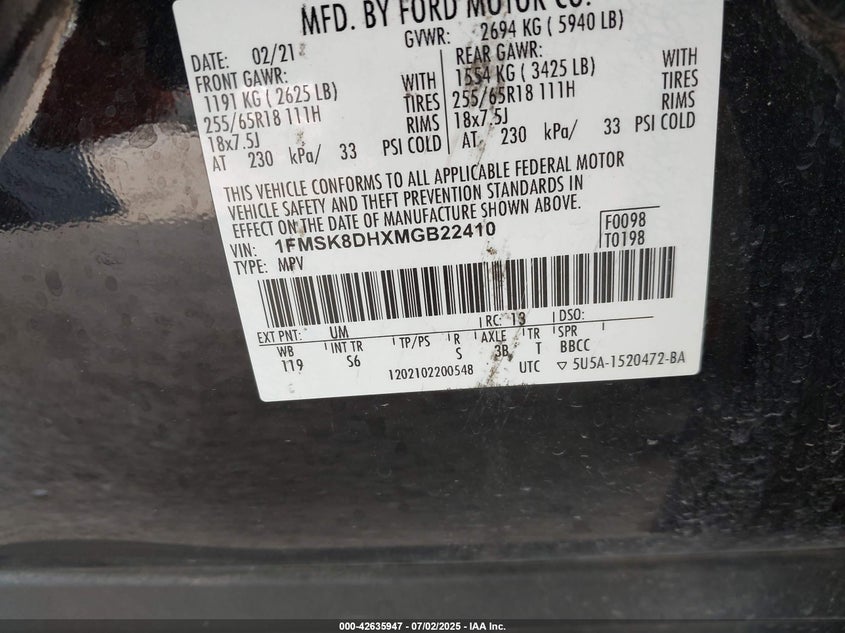 MFD. BY FORD MOTOR CO.
DATE: 02/21 GVWR: 2694 KG ( 5940 LB)
FRONT GAWR: REAR GAWR:
1191 KG ( 2625 LB) WITH 1554 KG ( 3425 LB) WITH
255/65R18 111H TIRES 255/65R18 111H TIRES
18x7.5J RIMS 18x7.5J RIMS
AT 230 kPa/ 33 PSI COLD AT 230 kPa/ 33 PSI COLD
THIS VEHICLE CONFORMS TO ALL APPLICABLE FEDERAL MOTOR
VEHICLE SAFETY AND THEFT PREVENTION STANDARDS IN
EFFECT ON THE DATE OF MANUFACTURE SHOWN ABOVE.
VIN: 1FMSK8DHXMGB22410 F0098
TYPE: MPV T0198
EXT PNT: UM RC: 13 DSO:
WB INT TR TP/PS R AXLE TR SPR
119 S6 S 3B T BBCC
1202102200548 UTC ▽ 5U5A-1520472-BA
000-42635947 / 07/02/2025 - IAA Inc.